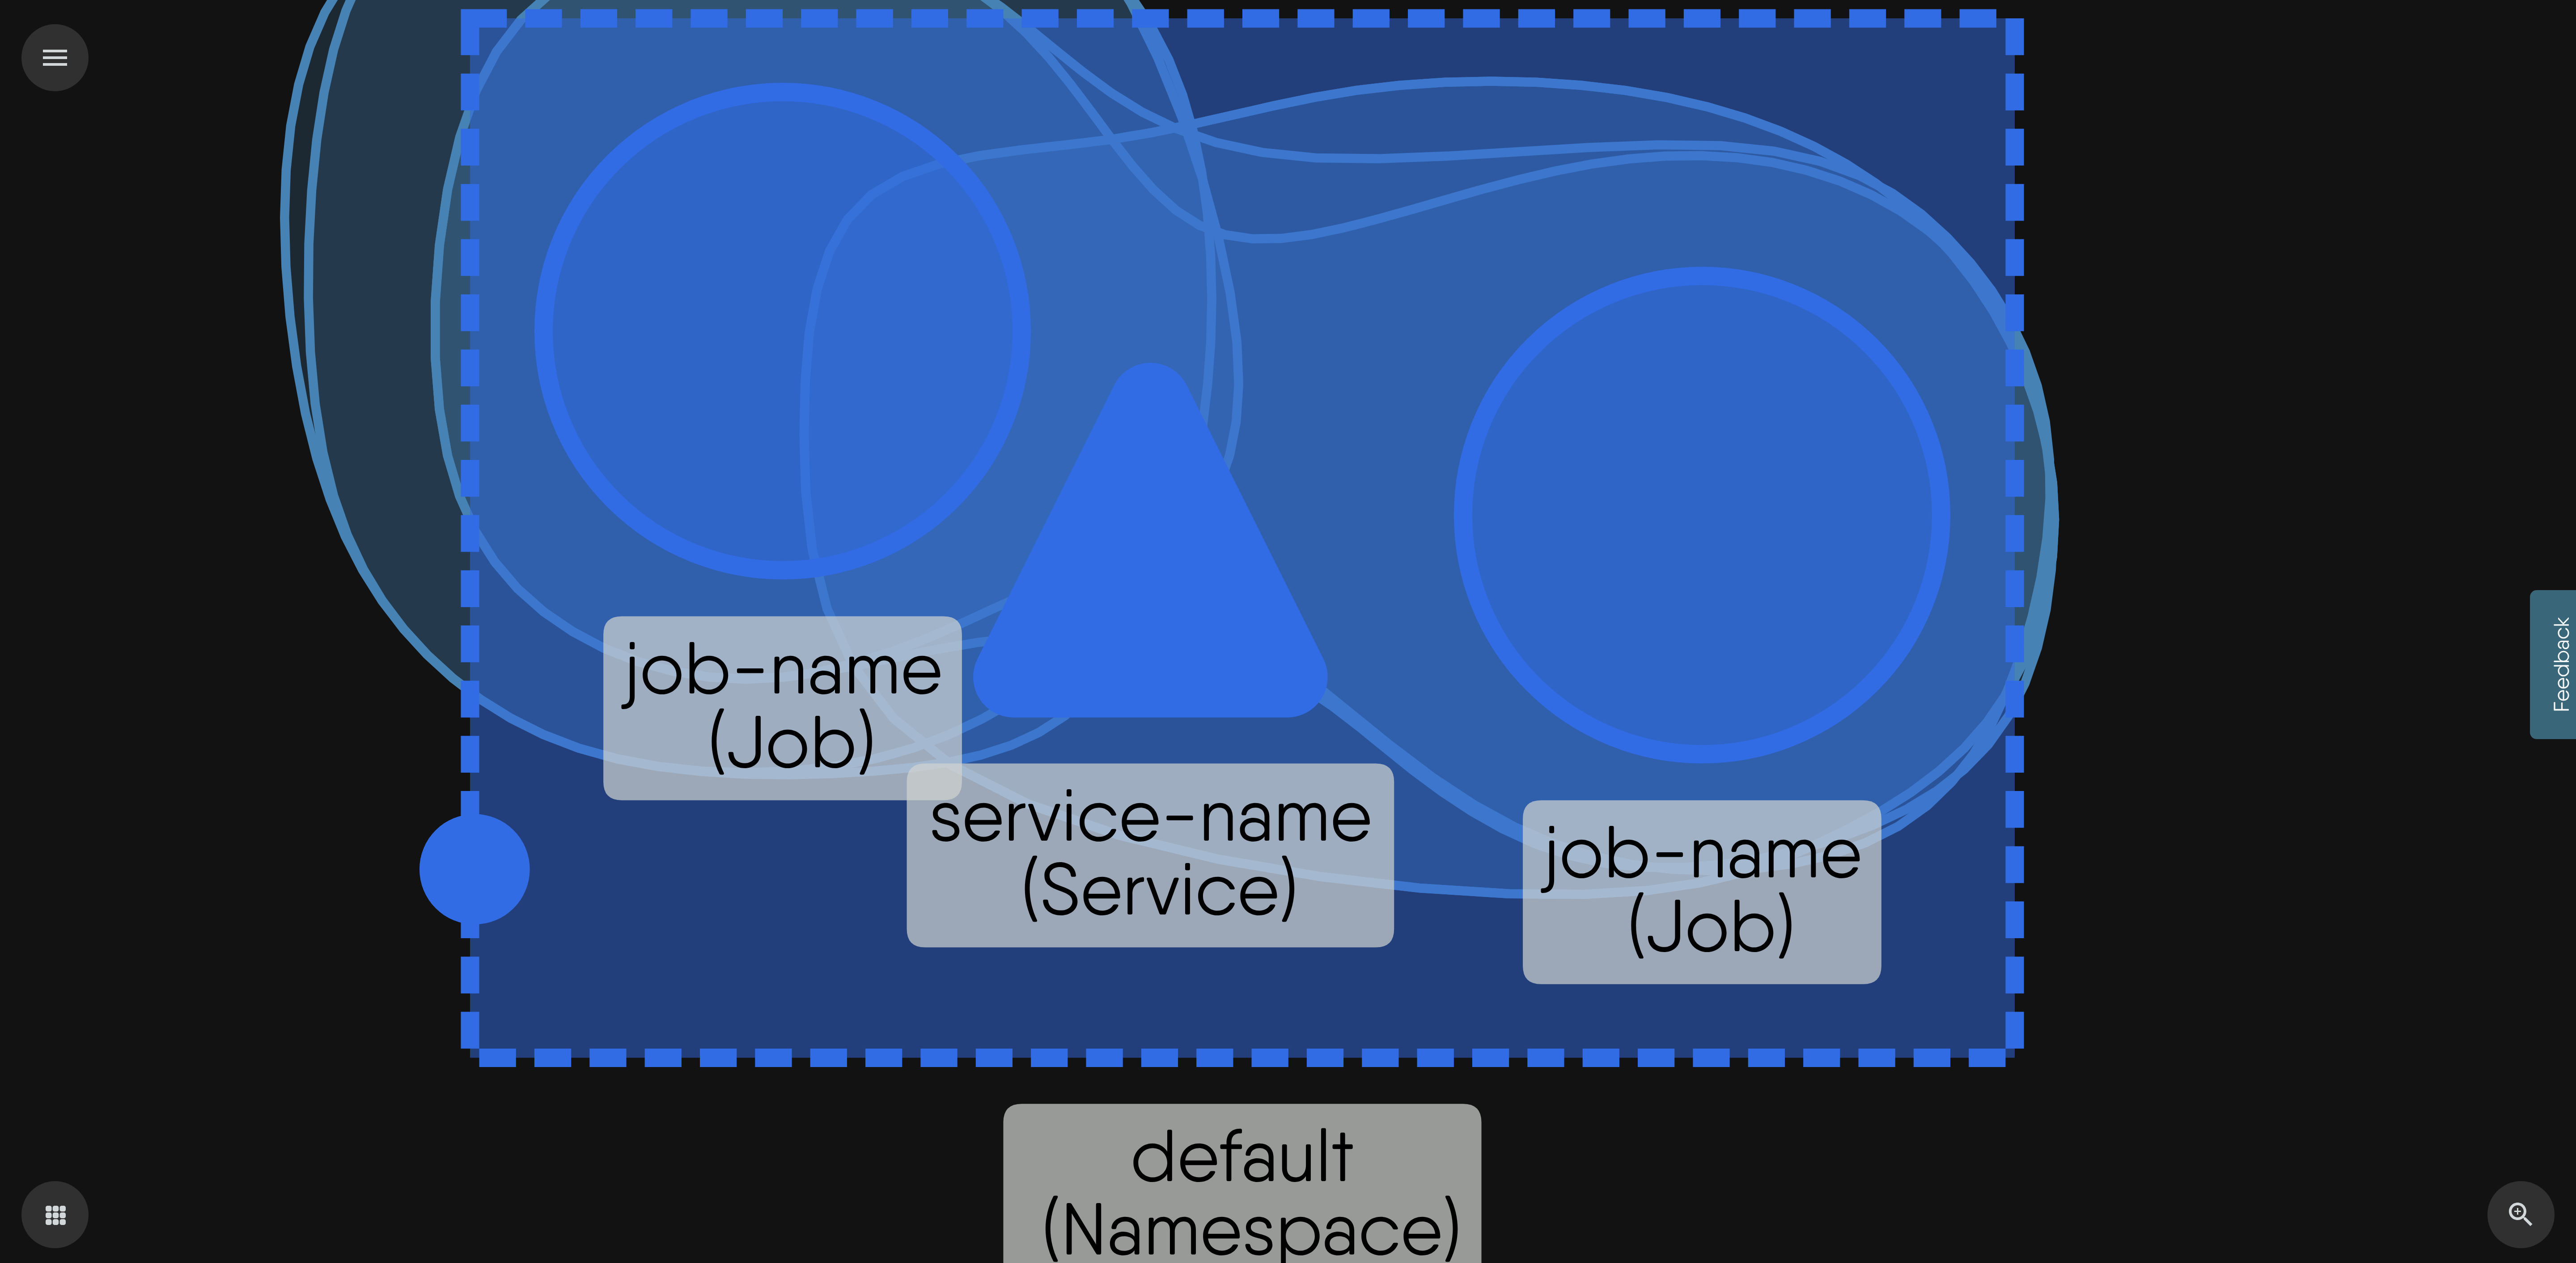 job-name
(Job)
service-name
(Service)
job-name
(Job)
default
(Namespace)
Feedback